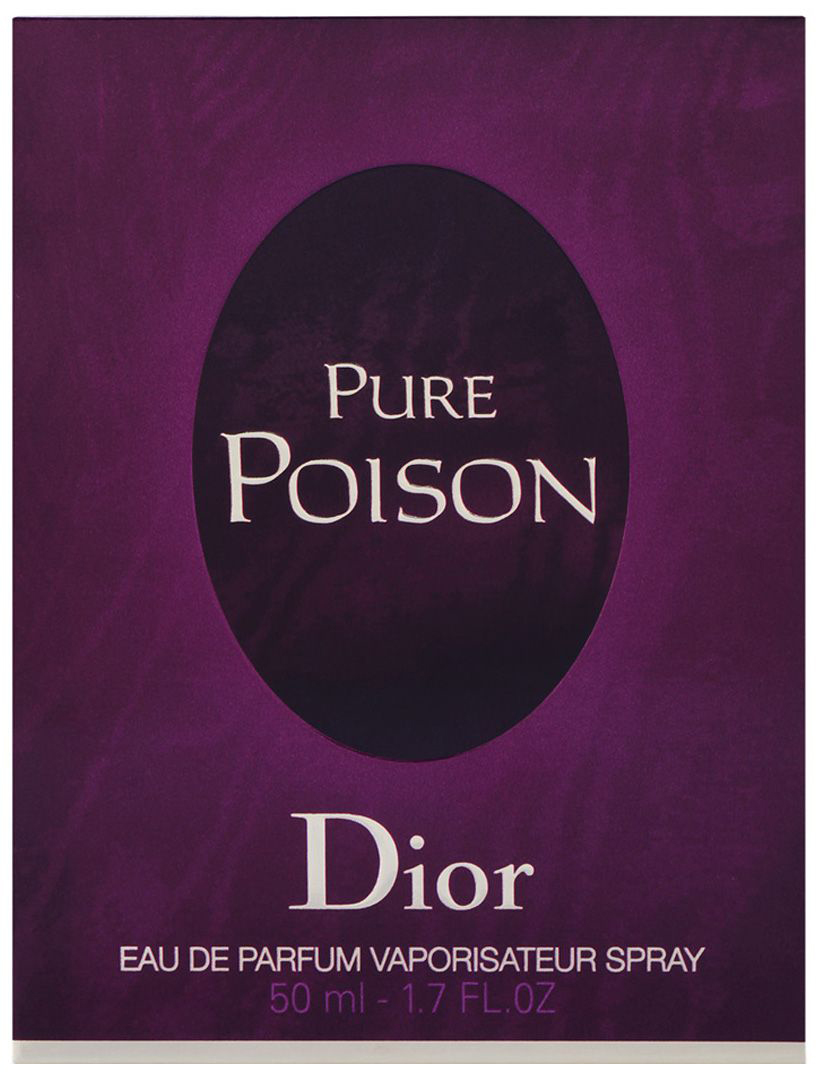 PURE
POISON
Dior
EAU DE PARFUM VAPORISATEUR SPRAY
50 ml - 1.7 FL.OZ